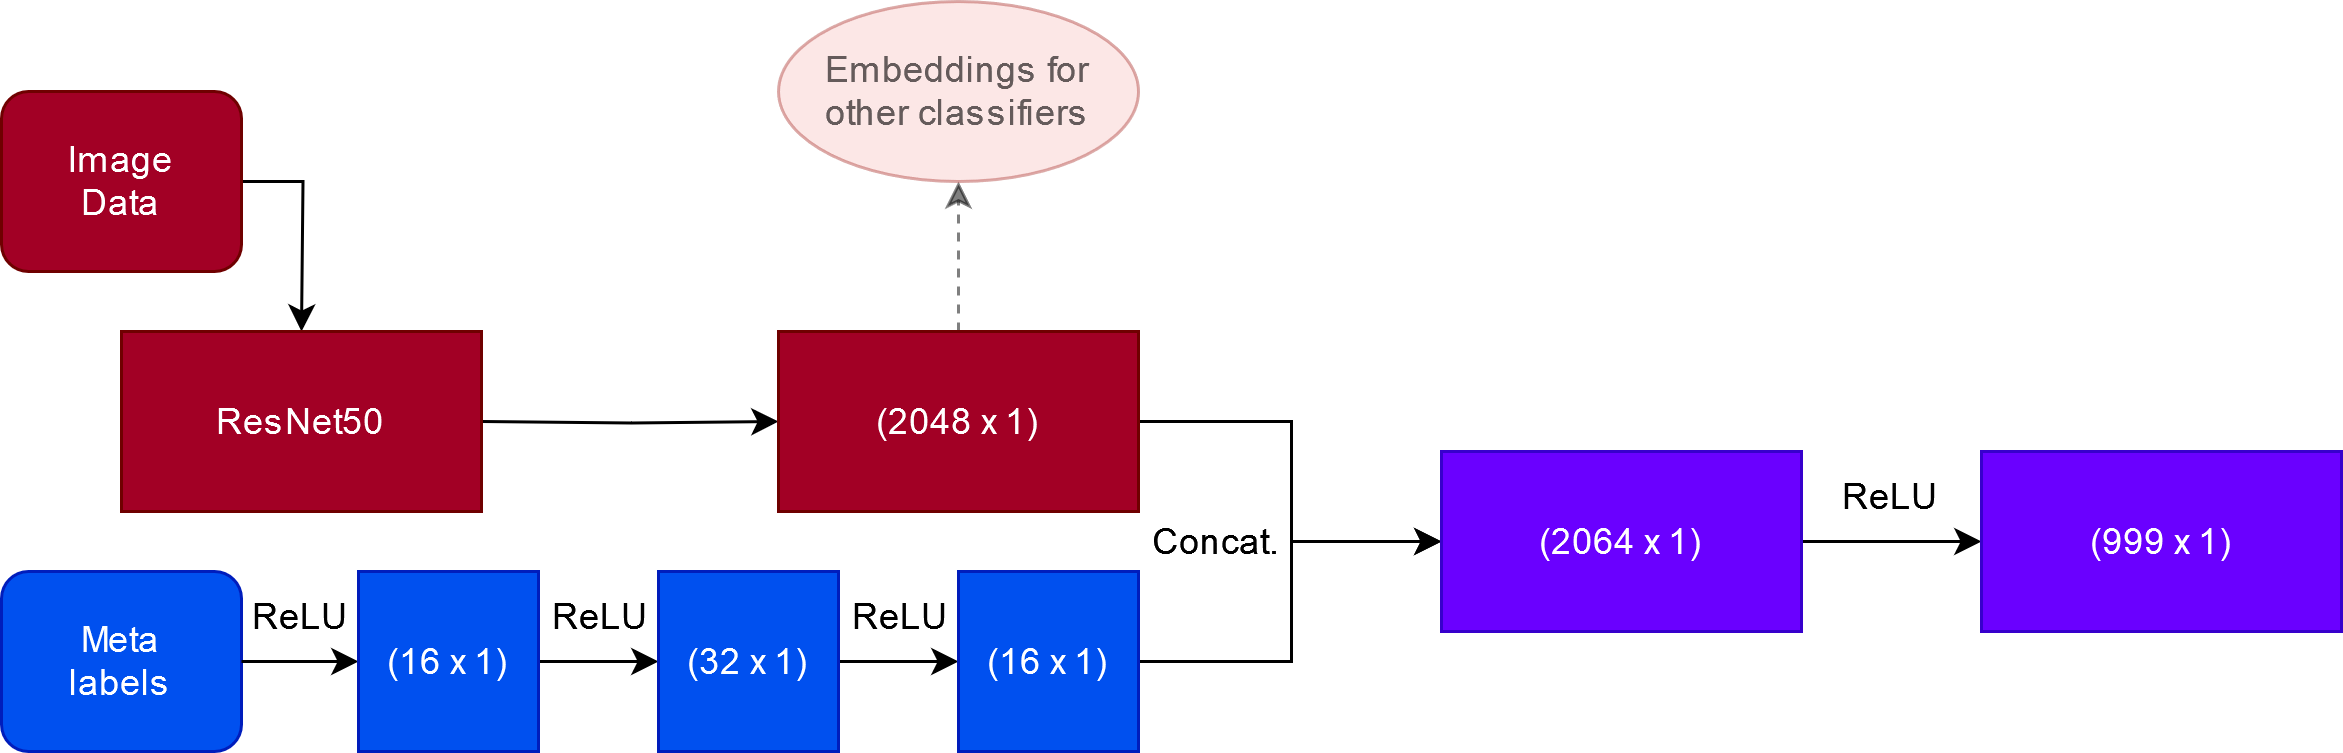 Embeddings for
other classifiers
Image
Data
ResNet50
(2048 x 1)
Concat.
(2064 x 1)
ReLU
(999 x 1)
Meta
labels
ReLU
(16 x 1)
ReLU
(32 x 1)
ReLU
(16 x 1)